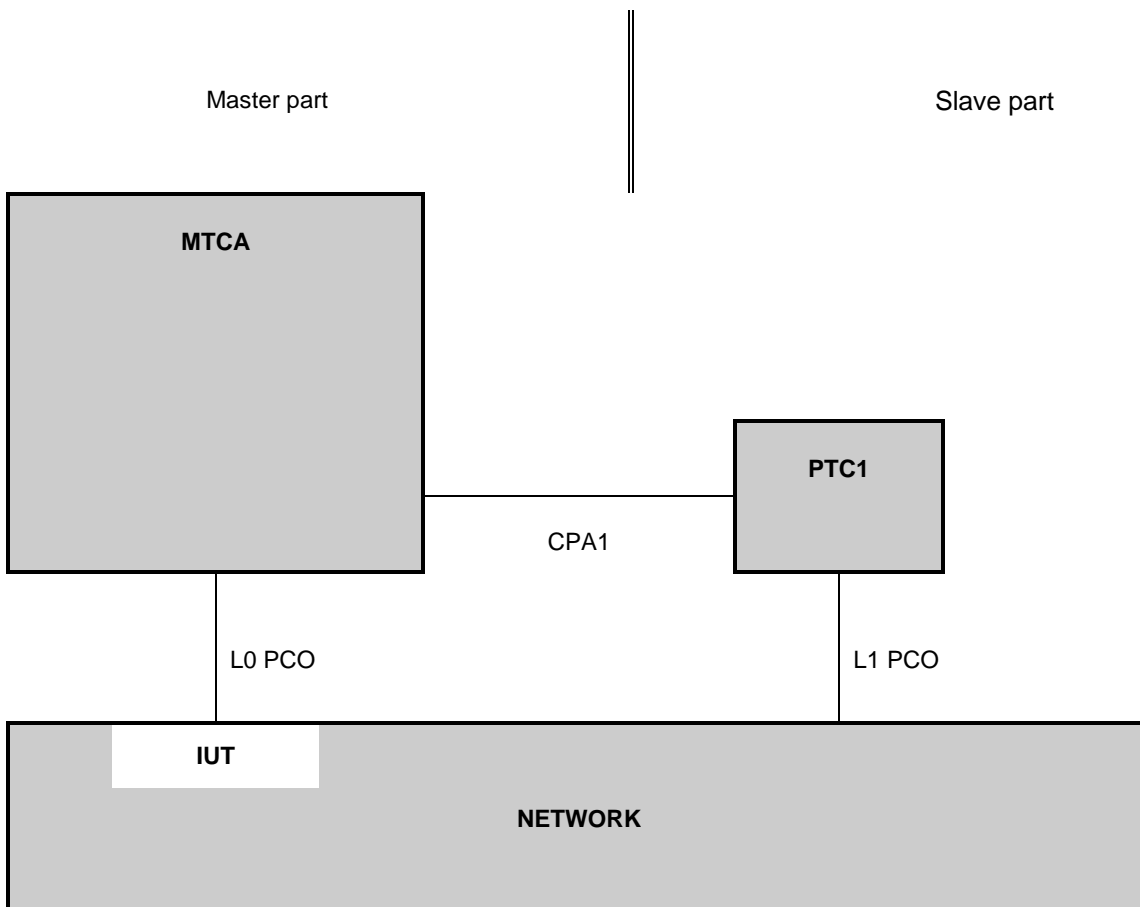 Master part
Slave part
MTCA
PTC1
CPA1
L0 PCO
L1 PCO
IUT
NETWORK